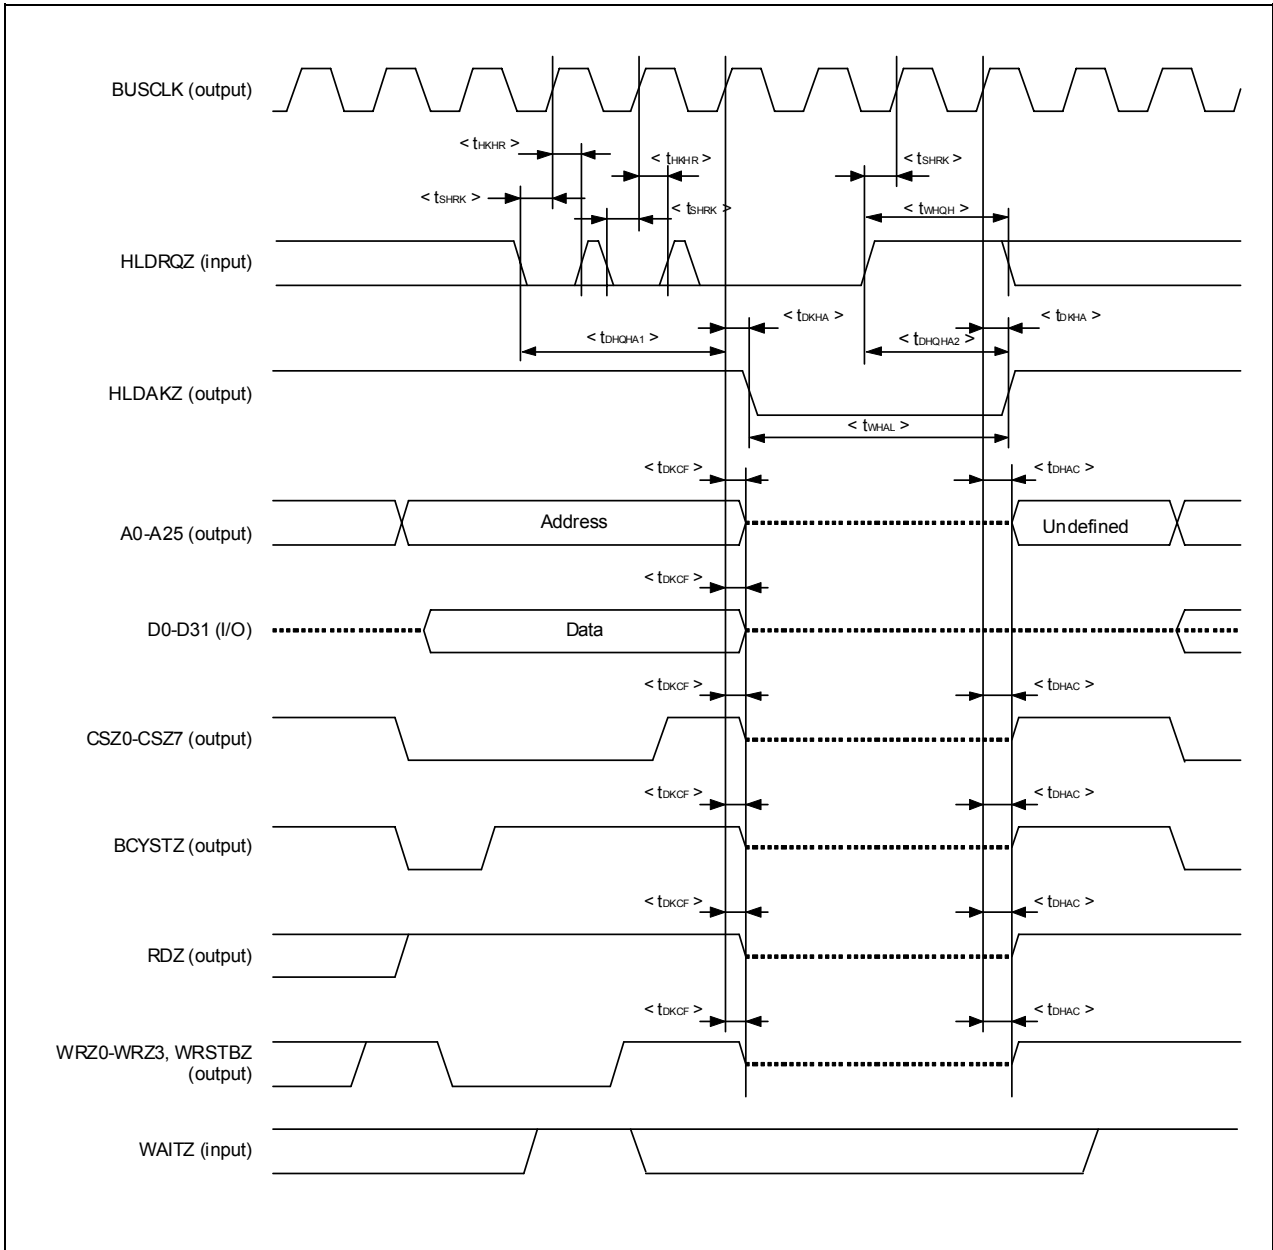 BUSCLK (output)
< tHKHR >
< tHKHR >
< tSHRK >
< tSHRK >
< tSHRK >
< tWHQH >
HLDRQZ (input)
< tDKHA >
< tDKHA >
< tDHQHA1 >
< tDHQHA2 >
HLDAKZ (output)
< tWHAL >
< tDKCF >
< tDHAC >
A0-A25 (output)
Address
Undefined
< tDKCF >
D0-D31 (I/O)
Data
< tDKCF >
< tDHAC >
CSZ0-CSZ7 (output)
< tDKCF >
< tDHAC >
BCYSTZ (output)
< tDKCF >
< tDHAC >
RDZ (output)
< tDKCF >
< tDHAC >
WRZ0-WRZ3, WRSTBZ
(output)
WAITZ (input)